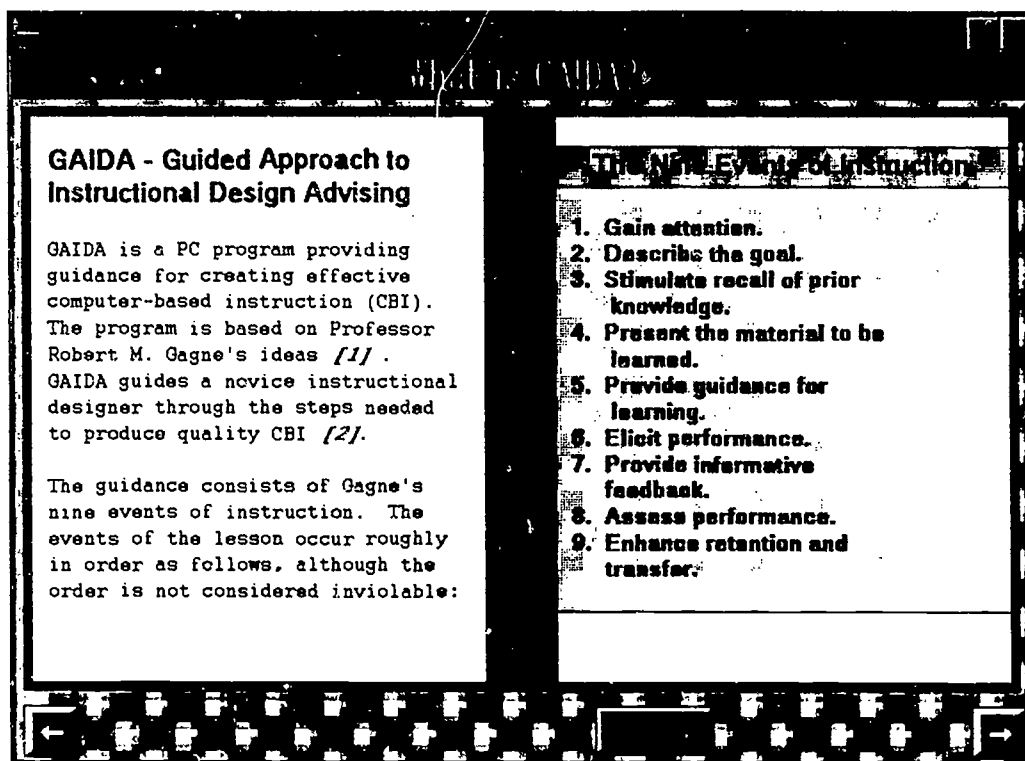 What is GAIDA?
GAIDA - Guided Approach to
Instructional Design Advising
GAIDA is a PC program providing
guidance for creating effective
computer-based instruction (CBI).
The program is based on Professor
Robert M. Gagne's ideas [1] .
GAIDA guides a novice instructional
designer through the steps needed
to produce quality CBI [2].
The guidance consists of Gagne's
nine events of instruction. The
events of the lesson occur roughly
in order as follows, although the
order is not considered inviolable:
The Nine Events of Instruction
1. Gain attention.
2. Describe the goal.
3. Stimulate recall of prior
knowledge.
4. Present the material to be
learned.
5. Provide guidance for
learning.
6. Elicit performance.
7. Provide informative
feedback.
8. Assess performance.
9. Enhance retention and
transfer.